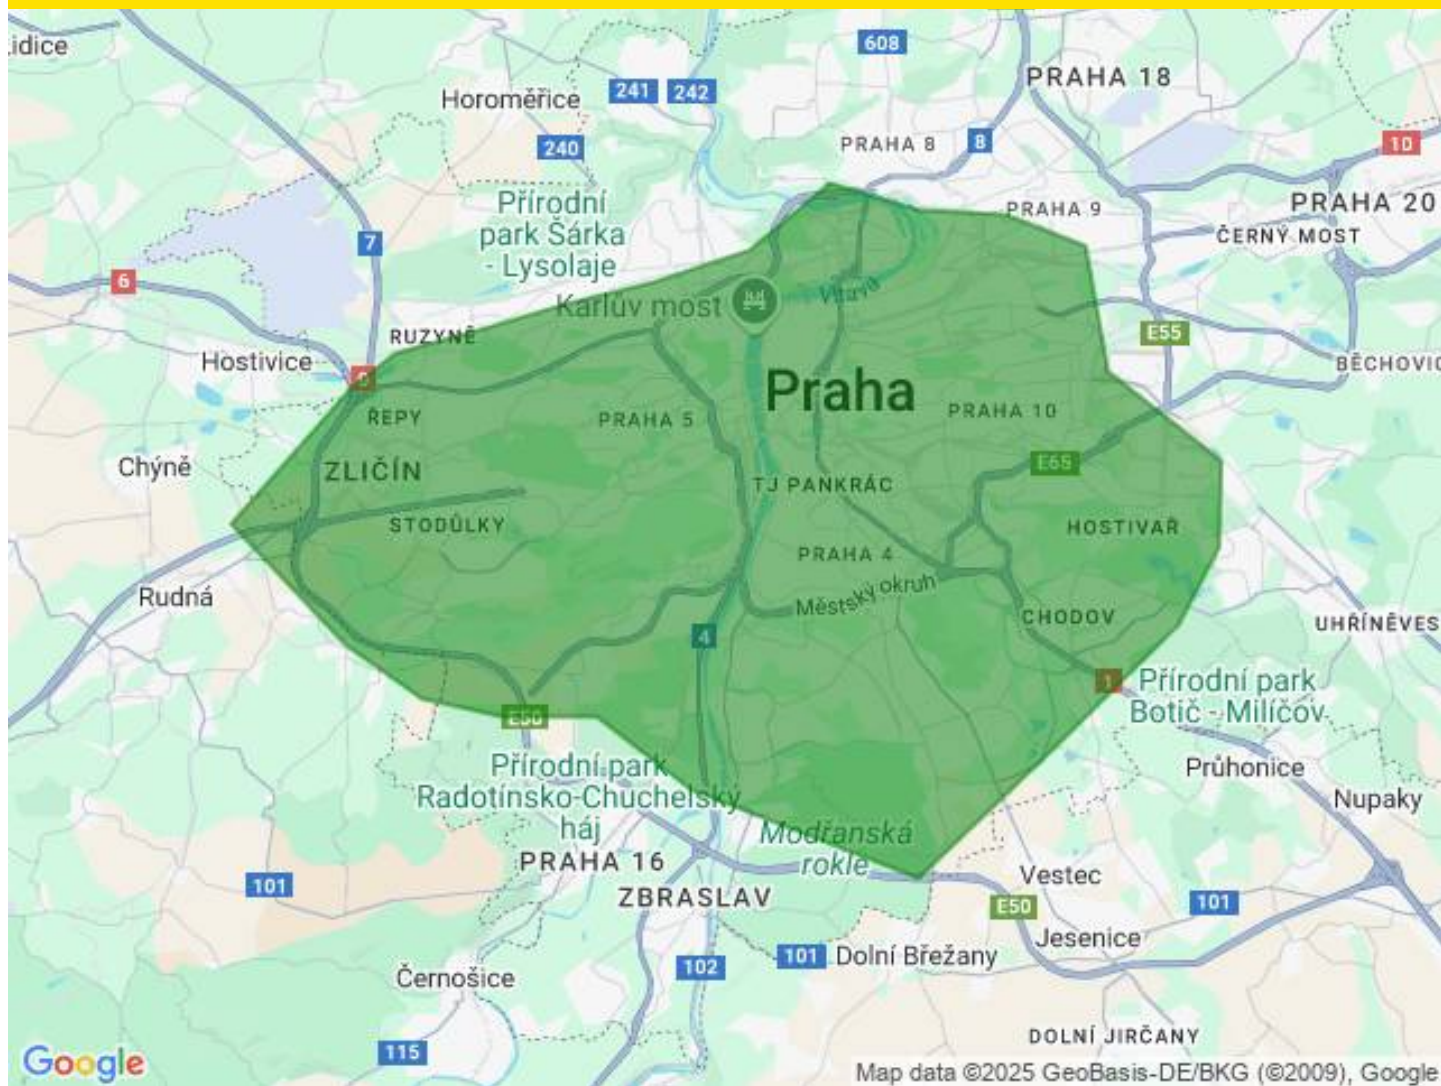 Lidice
608
PRAHA 18
Horoměřice
241
242
240
PRAHA 8
8
10
Přírodní
park Šárka
- Lysolaje
PRAHA 9
PRAHA 20
ČERNÝ MOST
7
6
Karlův most
Vltava
RUZYNĚ
E55
Hostivice
6
BĚCHOVIC
Praha
ŘEPY
PRAHA 5
PRAHA 10
Chýně
ZLIČÍN
E65
TJ PANKRÁC
STODŮLKY
HOSTIVAŘ
PRAHA 4
Rudná
Městský okruh
CHODOV
UHŘÍNĚVES
4
1
Přírodní park
Botič - Milíčov
E50
Přírodní park
Radotínsko-Chuchelský
háj
Průhonice
Nupaky
Modřanská
rokle
PRAHA 16
101
ZBRASLAV
Vestec
E50
101
Jesenice
101
Dolní Břežany
102
Černošice
DOLNÍ JIRČANY
115
Google
Map data ©2025 GeoBasis-DE/BKG (©2009), Google